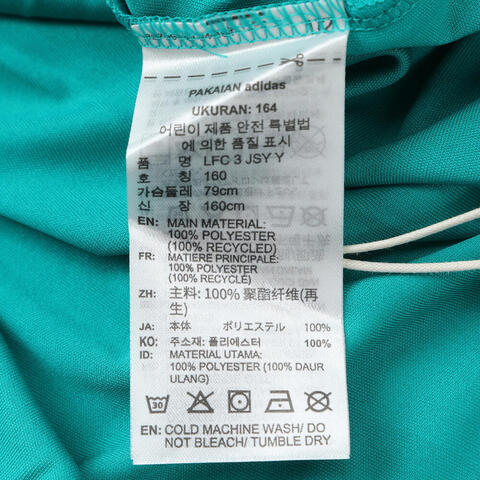 PAKAIAN adidas
UKURAN: 164
어린이 제품 안전 특별법
에 의한 품질 표시
품 명 LFC 3 JSY Y
호 칭 160
가슴둘레 79cm
신 장 160cm
EN: MAIN MATERIAL:
100% POLYESTER
(100% RECYCLED)
FR: MATIERE PRINCIPALE:
100% POLYESTER
(100% RECYCLÉ)
ZH: 主料: 100% 聚酯纤维(再
生)
JA: 本体 ポリエステル 100%
KO: 주소재: 폴리에스터 100%
ID: MATERIAL UTAMA:
100% POLYESTER (100% DAUR
ULANG)
30
EN: COLD MACHINE WASH/ DO
NOT BLEACH/ TUMBLE DRY